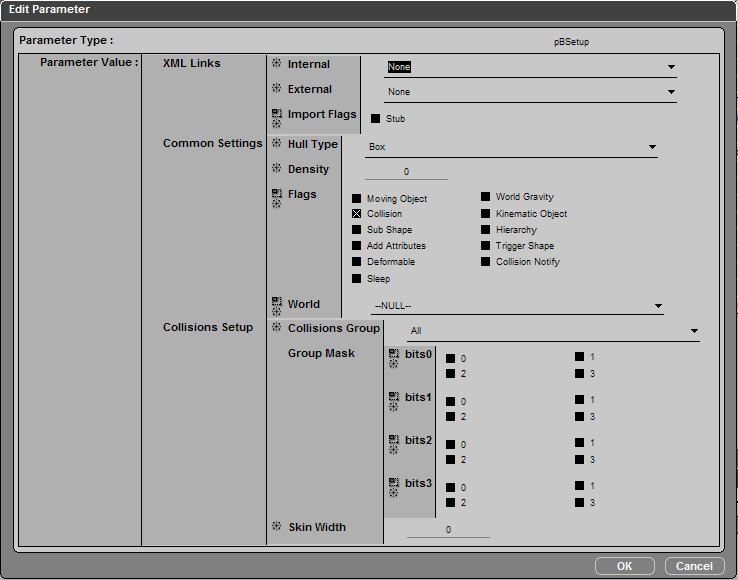 Edit Parameter
Parameter Type : pBSetup
Parameter Value : XML Links Internal None
External None
Import Flags Stub
Common Settings Hull Type Box
Density 0
Flags Moving Object World Gravity
Collision Kinematic Object
Sub Shape Hierarchy
Add Attributes Trigger Shape
Deformable Collision Notify
Sleep
World --NULL--
Collisions Setup Collisions Group All
Group Mask bits0 0 1
2 3
bits1 0 1
2 3
bits2 0 1
2 3
bits3 0 1
2 3
Skin Width 0
OK Cancel